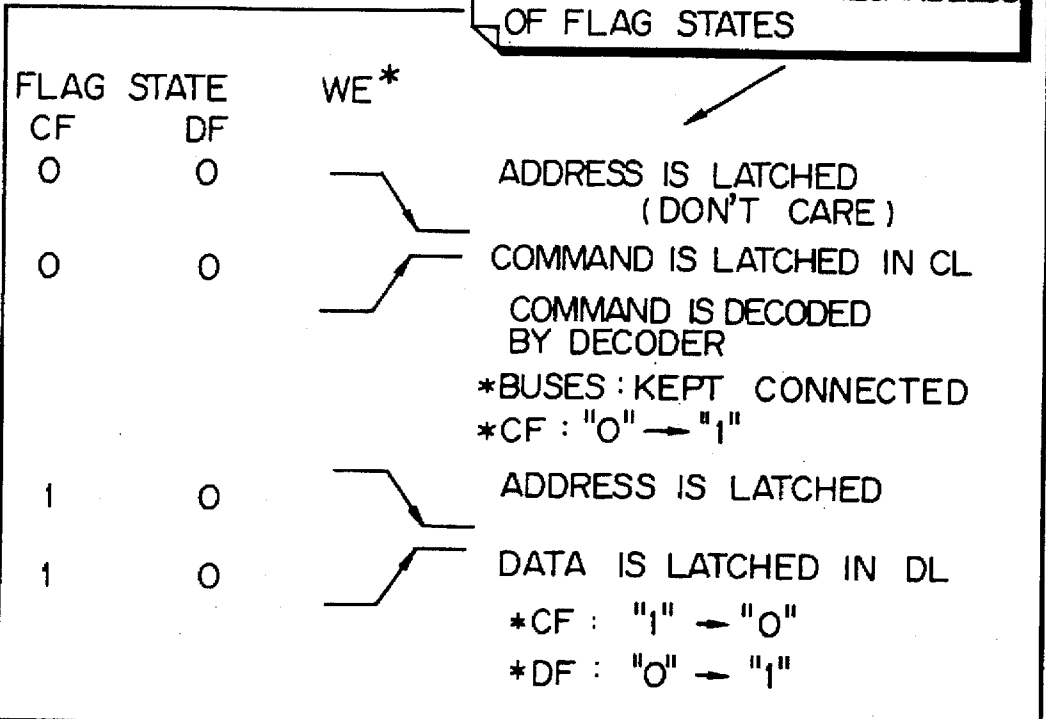 OF FLAG STATES
FLAG STATE WE*
CF DF
0 0 ADDRESS IS LATCHED
(DON'T CARE)
0 0 COMMAND IS LATCHED IN CL
COMMAND IS DECODED
BY DECODER
*BUSES : KEPT CONNECTED
*CF : "0" → "1"
1 0 ADDRESS IS LATCHED
1 0 DATA IS LATCHED IN DL
*CF : "1" → "0"
*DF : "0" → "1"